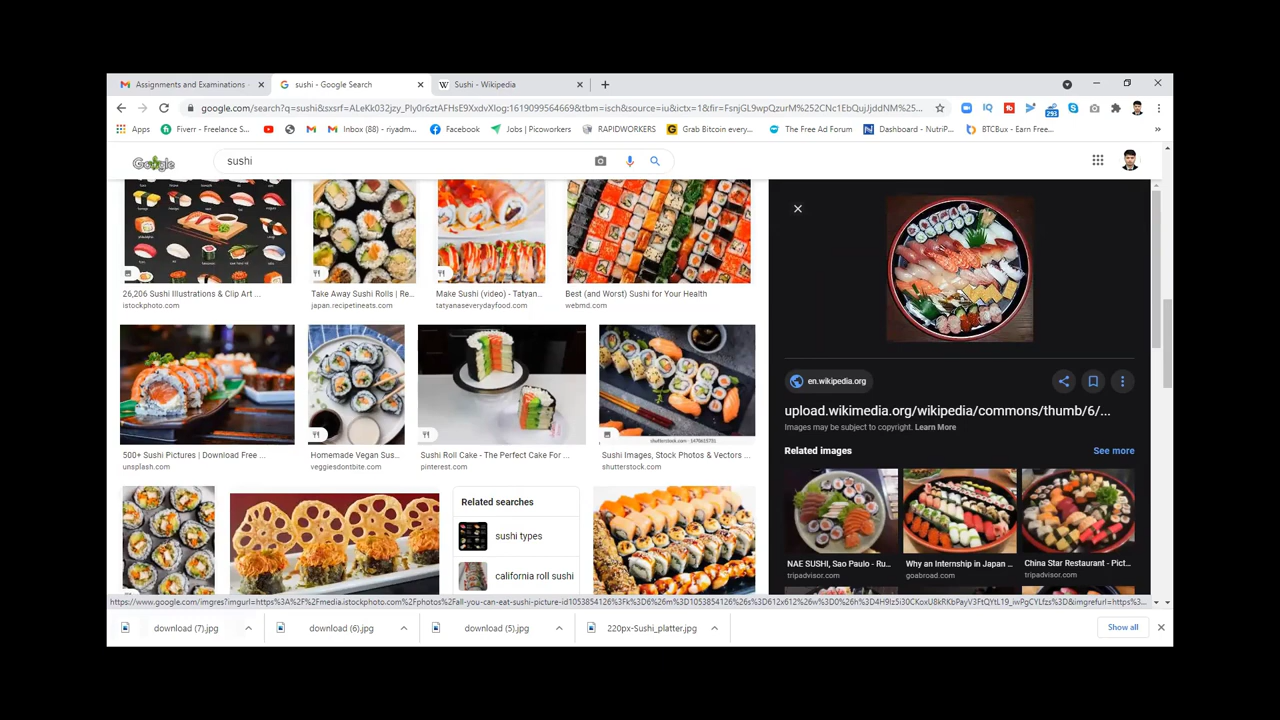 Assignments and Examinations
sushi - Google Search
Sushi - Wikipedia
google.com/search?q=sushi&sxsrf=ALeKk032jzy_PIy0r6ztAFHsE9XxdvXlog:1619099564669&tbm=isch&source=iu&ictx=1&fir=FsnjGL9wpQzurM%252CNc1EbQujJjddNM%25...
293
Apps
Fiverr - Freelance S...
Inbox (88) - riyadm...
Facebook
Jobs | Picoworkers
RAPIDWORKERS
Grab Bitcoin every...
The Free Ad Forum
Dashboard - NutriP...
BTCBux - Earn Free...
Google
sushi
26,206 Sushi Illustrations & Clip Art ...
istockphoto.com
Take Away Sushi Rolls | Re...
japan.recipetineats.com
Make Sushi (video) - Tatyan...
tatyanaseverydayfood.com
Best (and Worst) Sushi for Your Health
webmd.com
500+ Sushi Pictures | Download Free ...
unsplash.com
Homemade Vegan Sus...
veggiesdontbite.com
Sushi Roll Cake - The Perfect Cake For ...
pinterest.com
Sushi Images, Stock Photos & Vectors ...
shutterstock.com
Related searches
sushi types
california roll sushi
en.wikipedia.org
upload.wikimedia.org/wikipedia/commons/thumb/6/...
Images may be subject to copyright. Learn More
Related images
See more
NAE SUSHI, Sao Paulo - Ru...
tripadvisor.com
Why an Internship in Japan ...
goabroad.com
China Star Restaurant - Pict...
tripadvisor.com
download (7).jpg
download (6).jpg
download (5).jpg
220px-Sushi_platter.jpg
Show all